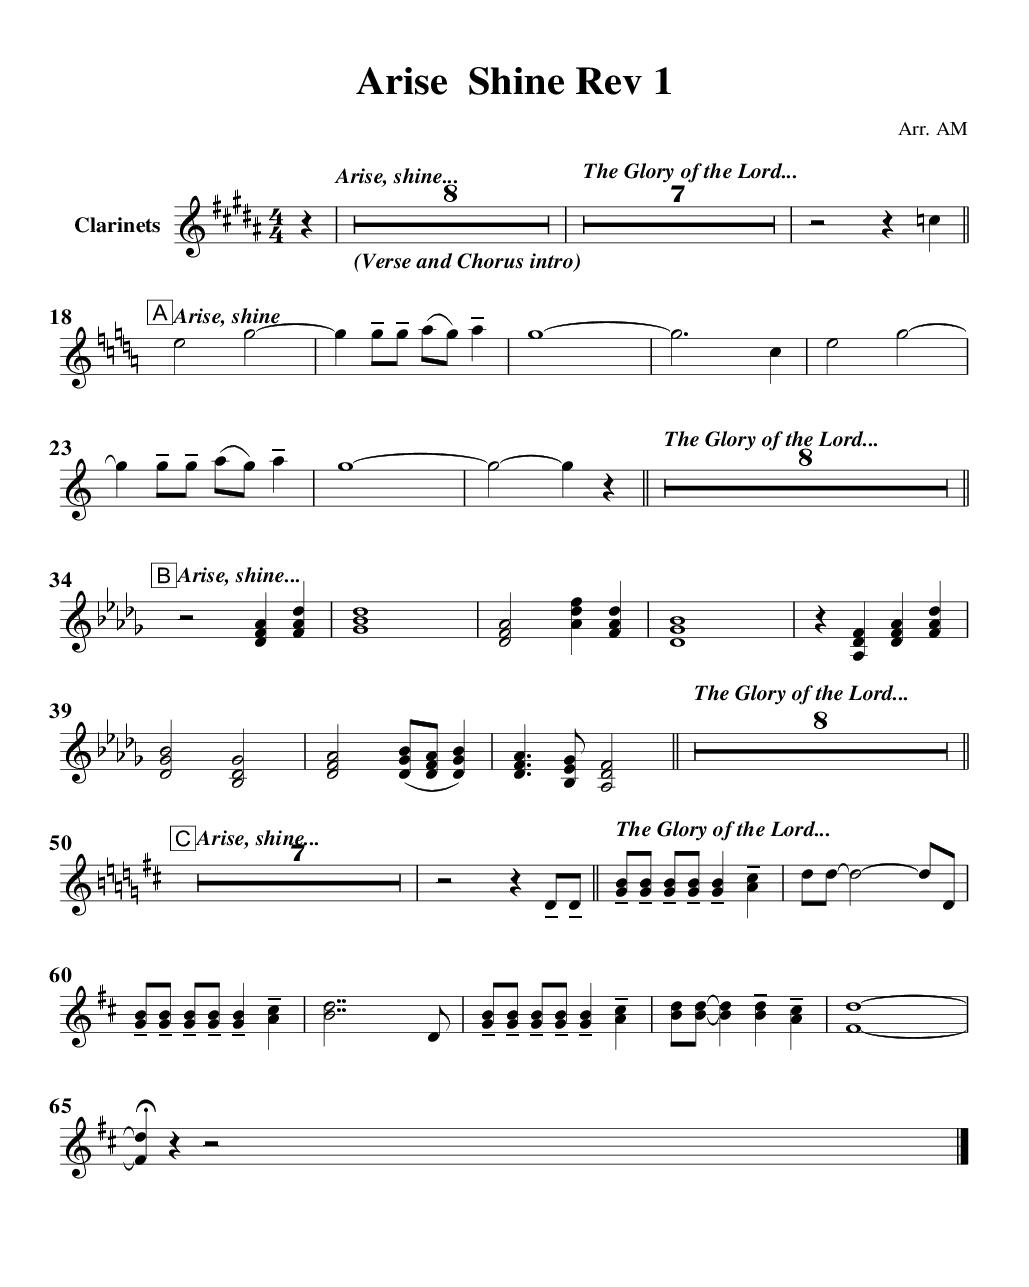 Arise Shine Rev 1
Arr. AM
Arise, shine...
The Glory of the Lord...
8
7
Clarinets
4
4
(Verse and Chorus intro)
18
A
Arise, shine
23
The Glory of the Lord...
8
34
B
Arise, shine...
39
The Glory of the Lord...
8
50
C
Arise, shine...
7
The Glory of the Lord...
60
65